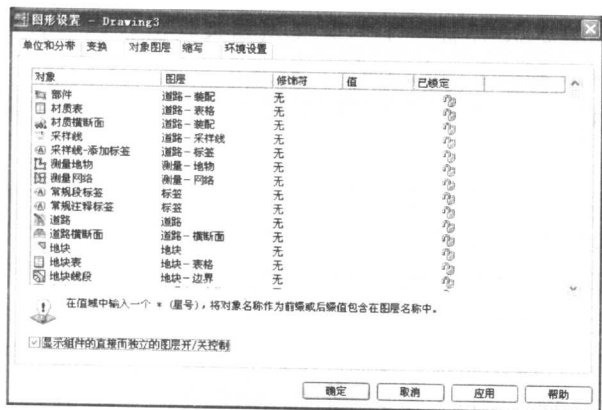 图形设置 - Drawing3
单位和分带 变换 对象图层 缩写 环境设置
对象 图层 修饰符 值 已锁定
部件 道路-装配 无
材质表 道路-表格 无
材质横断面 道路-装配 无
采样线 道路-采样线 无
采样线-添加标签 道路-标签 无
测量地物 测量-地物 无
测量网络 测量-网络 无
常规段标签 标签 无
常规注释标签 标签 无
道路 道路 无
道路横断面 道路-横断面 无
地块 地块 无
地块表 地块-表格 无
地块线段 地块-边界 无
在值域中输入一个 * (星号),将对象名称作为前缀或后缀值包含在图层名称中。
显示组件的直接而独立的图层开/关控制
确定 取消 应用 帮助